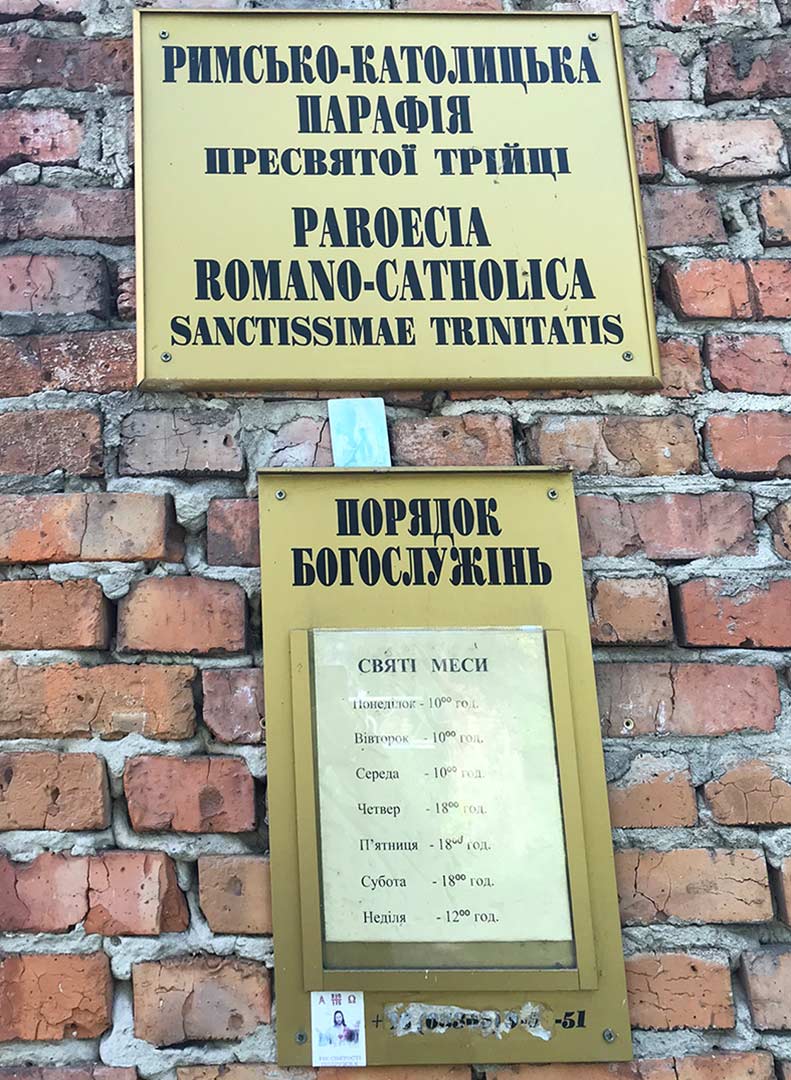 РИМСЬКО-КАТОЛИЦЬКА
ПАРАФІЯ
ПРЕСВЯТОЇ ТРІЙЦІ
PAROECIA
ROMANO-CATHOLICA
SANCTISSIMAE TRINITATIS
ПОРЯДОК
БОГОСЛУЖІНЬ
СВЯТІ МЕСИ
Понеділок - 10⁰⁰ год.
Вівторок - 10⁰⁰ год.
Середа - 10⁰⁰ год.
Четвер - 18⁰⁰ год.
П'ятниця - 18⁰⁰ год.
Субота - 18⁰⁰ год.
Неділя - 12⁰⁰ год.
Α Ω
-51